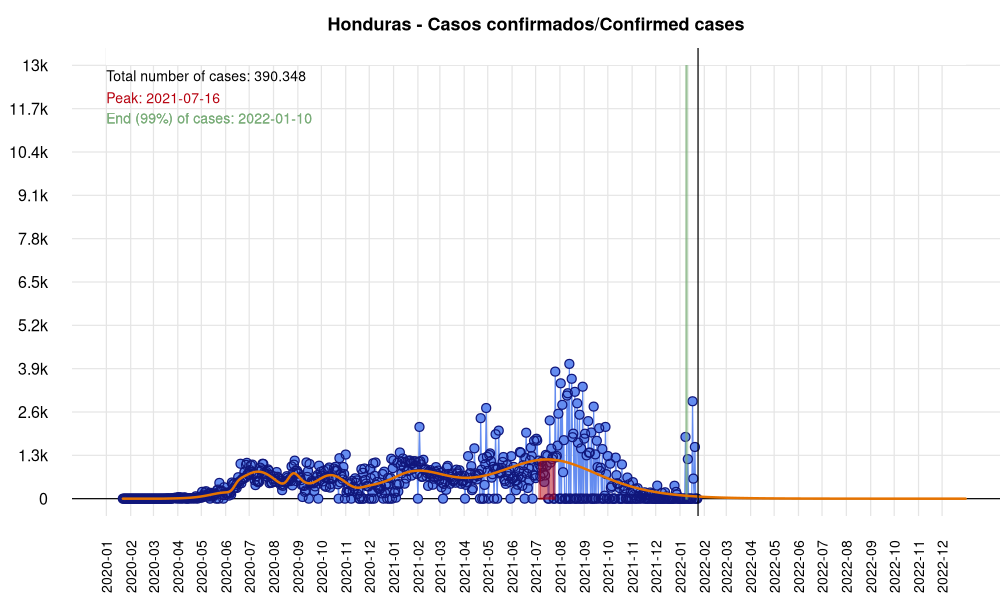 Honduras - Casos confirmados/Confirmed cases
13k
11.7k
10.4k
9.1k
7.8k
6.5k
5.2k
3.9k
2.6k
1.3k
0
Total number of cases: 390.348
Peak: 2021-07-16
End (99%) of cases: 2022-01-10
2020-01
2020-02
2020-03
2020-04
2020-05
2020-06
2020-07
2020-08
2020-09
2020-10
2020-11
2020-12
2021-01
2021-02
2021-03
2021-04
2021-05
2021-06
2021-07
2021-08
2021-09
2021-10
2021-11
2021-12
2022-01
2022-02
2022-03
2022-04
2022-05
2022-06
2022-07
2022-08
2022-09
2022-10
2022-11
2022-12